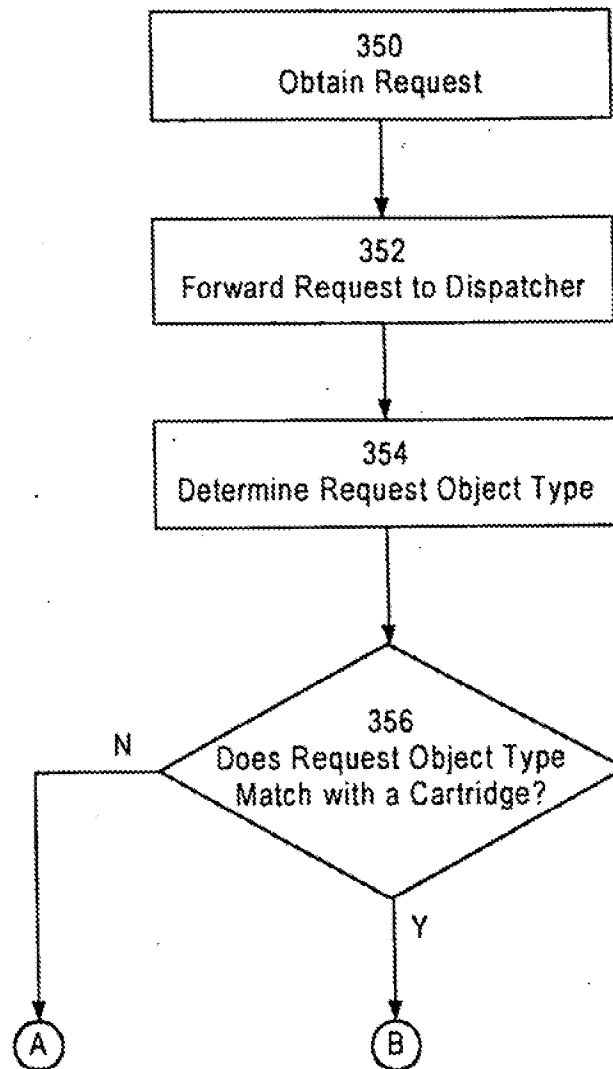 350
Obtain Request
352
Forward Request to Dispatcher
354
Determine Request Object Type
356
Does Request Object Type
Match with a Cartridge?
N
Y
A
B